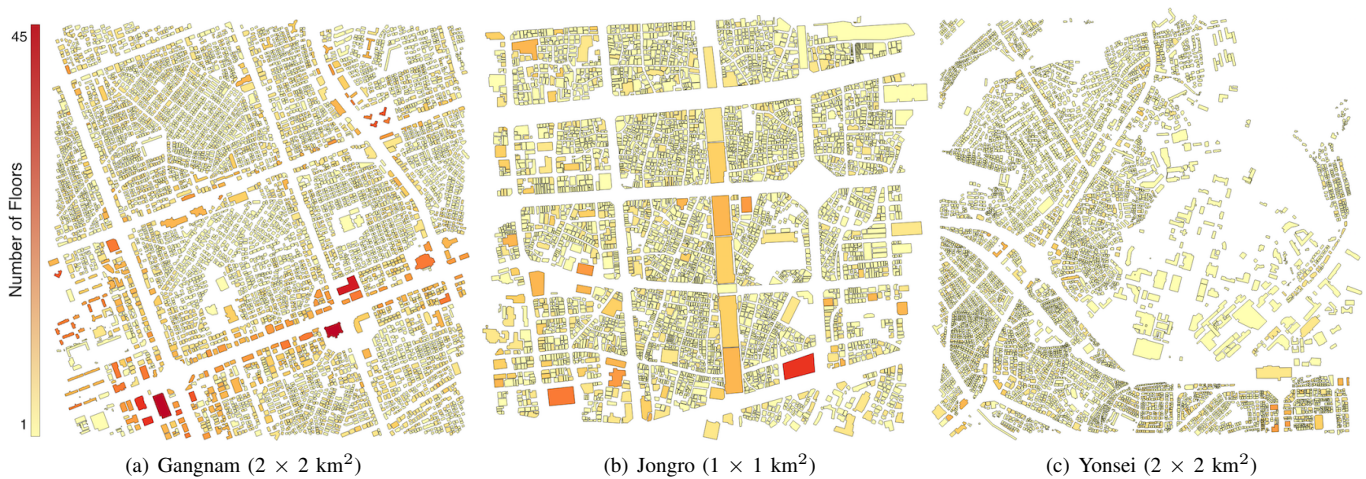 45
Number of Floors
1
(a) Gangnam (2 × 2 km²)
(b) Jongro (1 × 1 km²)
(c) Yonsei (2 × 2 km²)